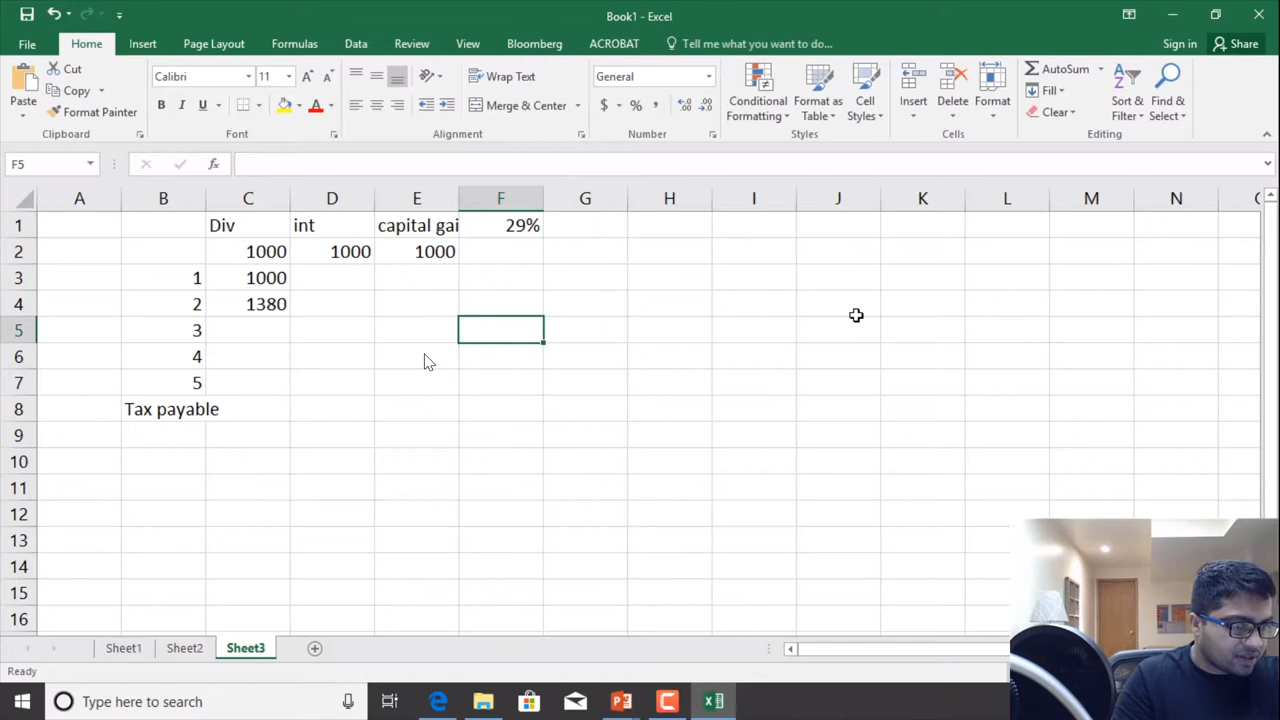 Book1 - Excel
File Home Insert Page Layout Formulas Data Review View Bloomberg ACROBAT Tell me what you want to do... Sign in Share
Paste Cut Copy Format Painter
Clipboard
Calibri 11
B I U A
Font
Wrap Text
Merge & Center
Alignment
General
$ % ,
Number
Conditional Formatting
Format as Table
Cell Styles
Styles
Insert Delete Format
Cells
AutoSum
Fill
Clear
Sort & Filter
Find & Select
Editing
F5 fx
A B C D E F G H I J K L M N
1 Div int capital gai 29%
2 1000 1000 1000
3 1 1000
4 2 1380
5 3
6 4
7 5
8 Tax payable
9
10
11
12
13
14
15
16
Sheet1 Sheet2 Sheet3
Ready
Type here to search